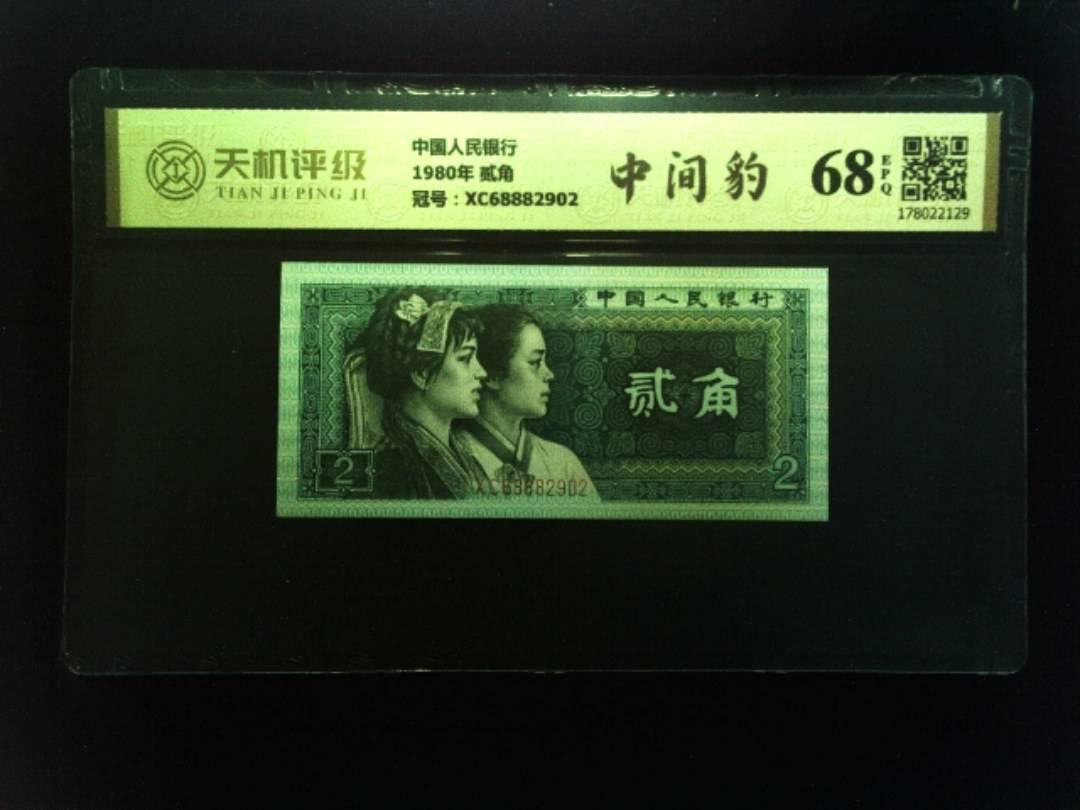 天机评级
TIAN JI PING JI
中国人民银行
1980年 贰角
冠号：XC68882902
中间豹
68
EPQ
178022129
中国人民银行
贰角
2
2
XC68882902